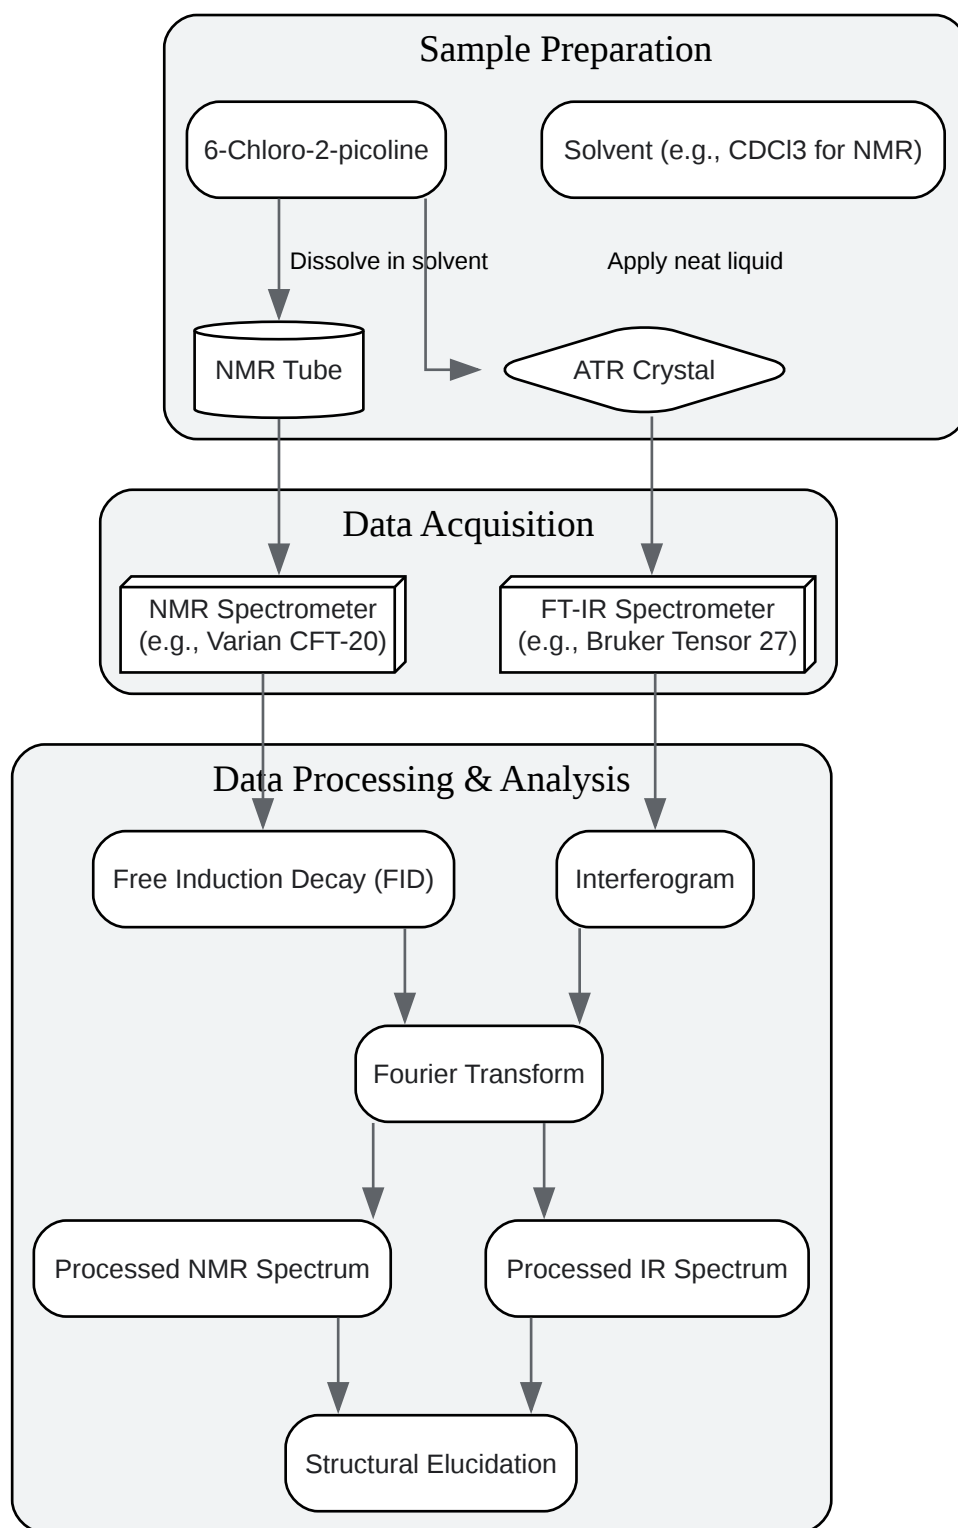 Sample Preparation
6-Chloro-2-picoline
Solvent (e.g., CDCl3 for NMR)
Dissolve in solvent
Apply neat liquid
NMR Tube
ATR Crystal
Data Acquisition
NMR Spectrometer
(e.g., Varian CFT-20)
FT-IR Spectrometer
(e.g., Bruker Tensor 27)
Data Processing & Analysis
Free Induction Decay (FID)
Interferogram
Fourier Transform
Processed NMR Spectrum
Processed IR Spectrum
Structural Elucidation